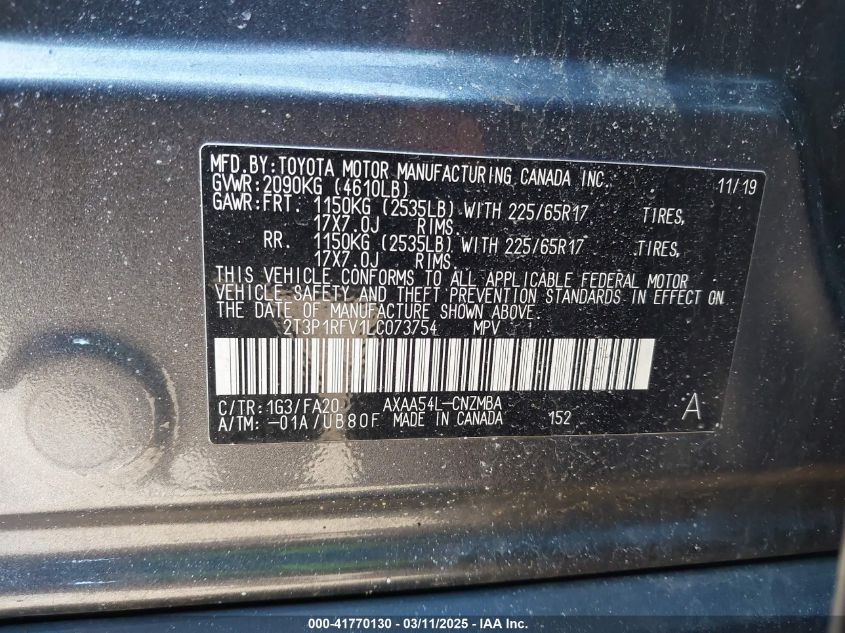 MFD.BY:TOYOTA MOTOR MANUFACTURING CANADA INC. 11/19
GVWR:2090KG (4610LB)
GAWR:FRT. 1150KG (2535LB) WITH 225/65R17 TIRES,
17X7.0J RIMS,
RR. 1150KG (2535LB) WITH 225/65R17 TIRES,
17X7.0J RIMS,
THIS VEHICLE CONFORMS TO ALL APPLICABLE FEDERAL MOTOR
VEHICLE SAFETY AND THEFT PREVENTION STANDARDS IN EFFECT ON
THE DATE OF MANUFACTURE SHOWN ABOVE.
2T3P1RFV1LC073754 MPV
C/TR: 1G3/FA20 AXAA54L-CNZMBA A
A/TM: -01A/UB80F MADE IN CANADA 152
000-41770130 - 03/11/2025 - IAA Inc.